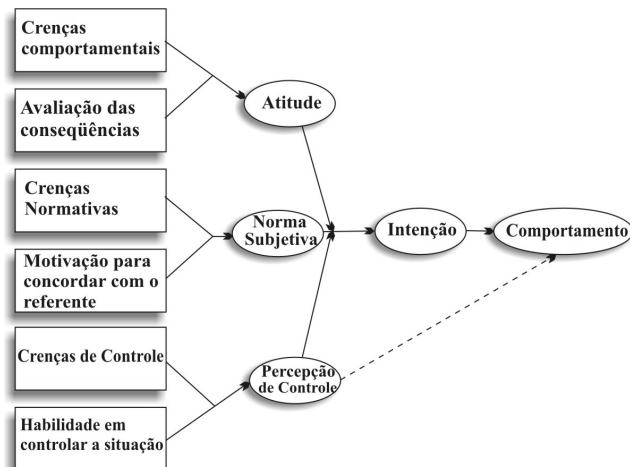 Crenças
comportamentais
Avaliação das
conseqüências
Atitude
Crenças
Normativas
Motivação para
concordar com o
referente
Norma
Subjetiva
Intenção
Comportamento
Crenças de Controle
Habilidade em
controlar a situação
Percepção
de Controle